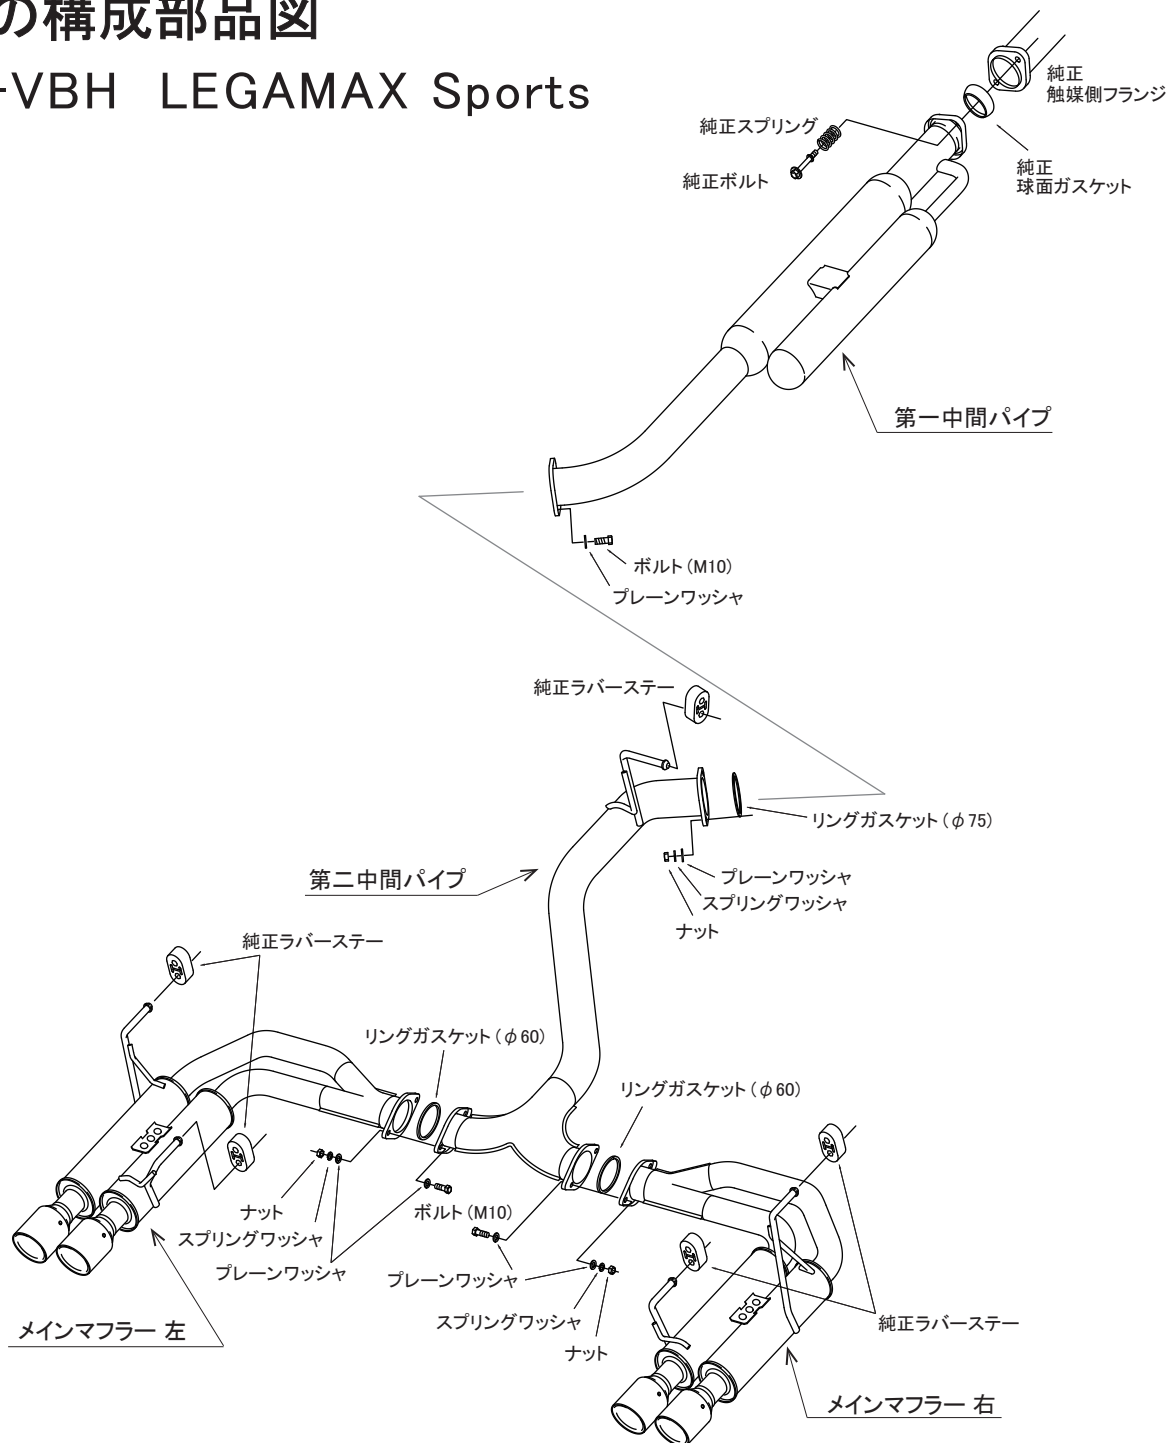 の構成部品図
-VBH LEGAMAX Sports
純正
触媒側フランジ
純正スプリング
純正
球面ガスケット
純正ボルト
第一中間パイプ
ボルト(M10)
プレーンワッシャ
純正ラバーステー
リングガスケット(φ75)
第二中間パイプ
プレーンワッシャ
スプリングワッシャ
ナット
純正ラバーステー
リングガスケット(φ60)
リングガスケット(φ60)
ナット
ボルト(M10)
スプリングワッシャ
プレーンワッシャ
プレーンワッシャ
スプリングワッシャ
ナット
純正ラバーステー
メインマフラー 左
メインマフラー 右